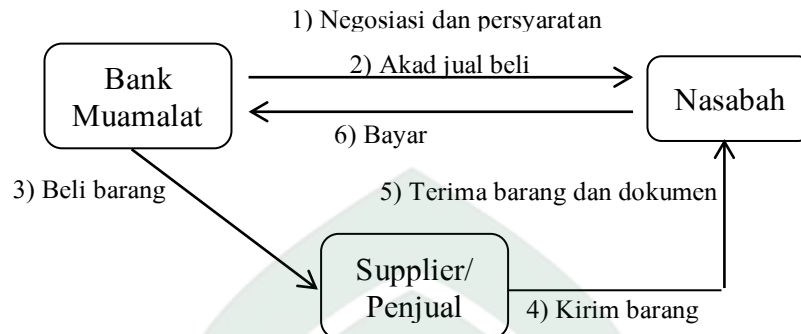 1) Negosiasi dan persyaratan
2) Akad jual beli
Bank
Muamalat
Nasabah
6) Bayar
3) Beli barang
5) Terima barang dan dokumen
Supplier/
Penjual
4) Kirim barang